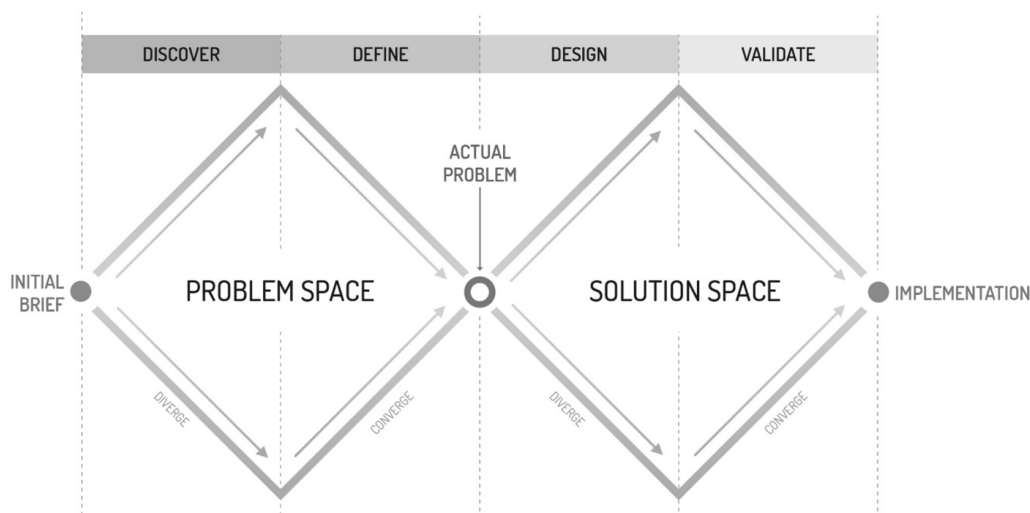 DISCOVER
DEFINE
DESIGN
VALIDATE
ACTUAL
PROBLEM
INITIAL
BRIEF
PROBLEM SPACE
SOLUTION SPACE
IMPLEMENTATION
DIVERGE
CONVERGE
DIVERGE
CONVERGE